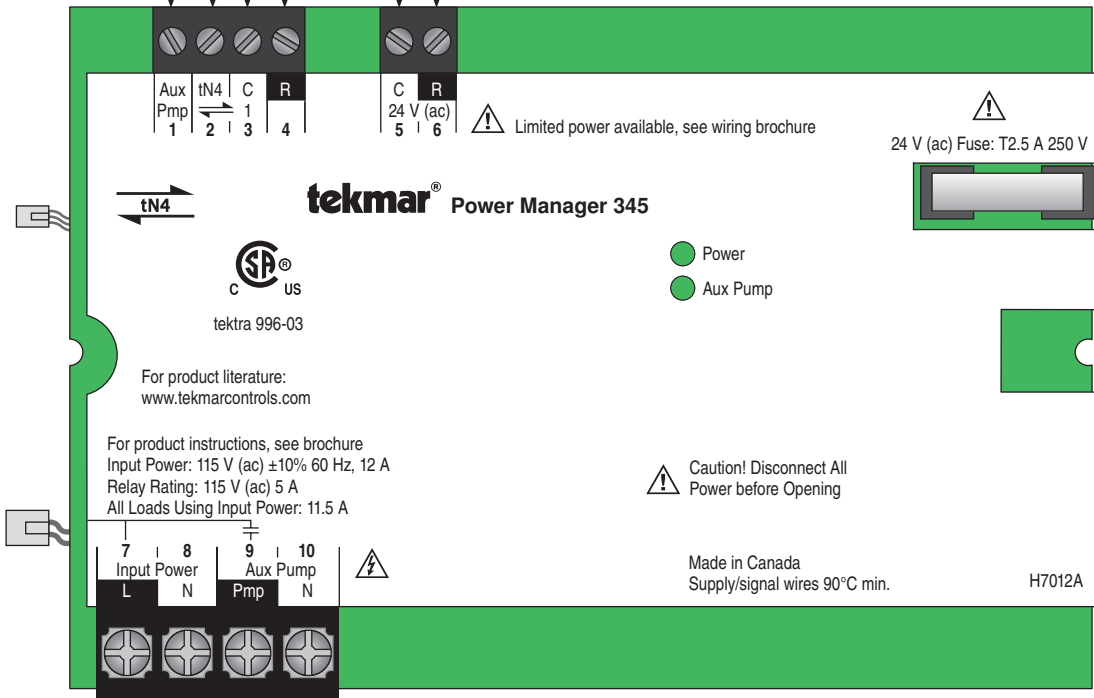 Aux tN4 C R
Pmp 1
1 2 3 4
C R
24 V (ac)
5 6
Limited power available, see wiring brochure
24 V (ac) Fuse: T2.5 A 250 V
tN4
tekmar® Power Manager 345
Power
Aux Pump
SA ®
C US
tektra 996-03
For product literature:
www.tekmarcontrols.com
For product instructions, see brochure
Input Power: 115 V (ac) ±10% 60 Hz, 12 A
Relay Rating: 115 V (ac) 5 A
All Loads Using Input Power: 11.5 A
Caution! Disconnect All
Power before Opening
7 8 9 10
Input Power Aux Pump
L N Pmp N
Made in Canada
Supply/signal wires 90°C min.
H7012A